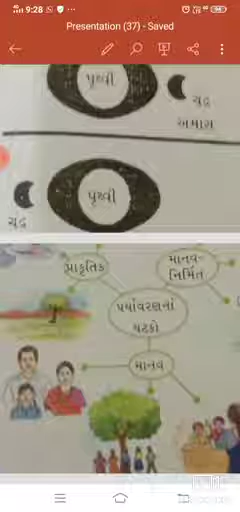 9:28
Presentation (37) - Saved
પૃથ્વી
ચંદ્ર
અમાસ
પૃથ્વી
ચંદ્ર
પ્રાકૃતિક
માનવ-
નિર્મિત
પર્યાવરણનાં
ઘટકો
માનવ